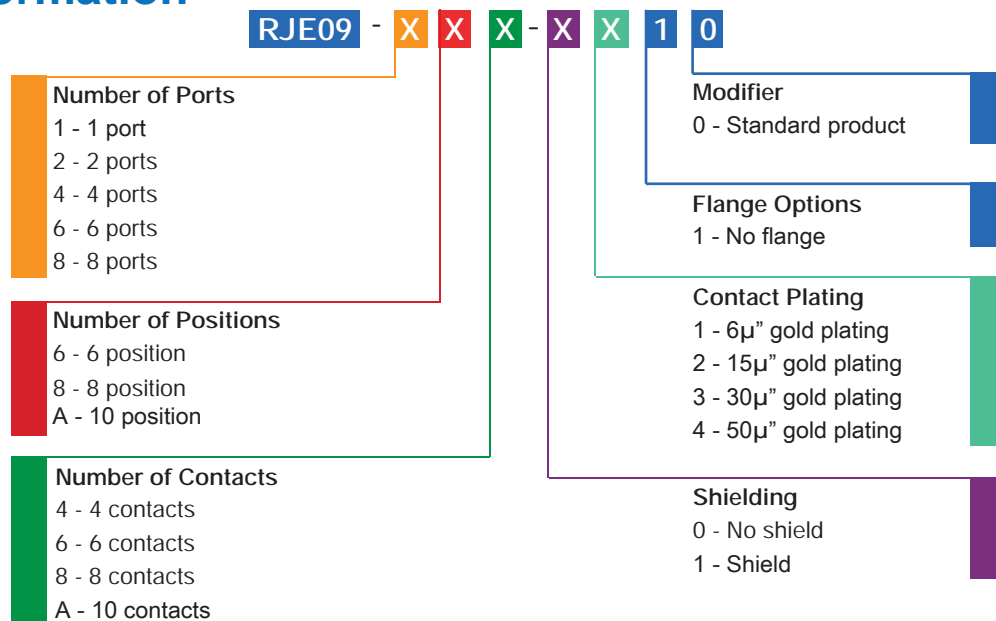 ormation
RJE09 - X X X - X X 1 0
Number of Ports
1 - 1 port
2 - 2 ports
4 - 4 ports
6 - 6 ports
8 - 8 ports
Number of Positions
6 - 6 position
8 - 8 position
A - 10 position
Number of Contacts
4 - 4 contacts
6 - 6 contacts
8 - 8 contacts
A - 10 contacts
Modifier
0 - Standard product
Flange Options
1 - No flange
Contact Plating
1 - 6µ” gold plating
2 - 15µ” gold plating
3 - 30µ” gold plating
4 - 50µ” gold plating
Shielding
0 - No shield
1 - Shield